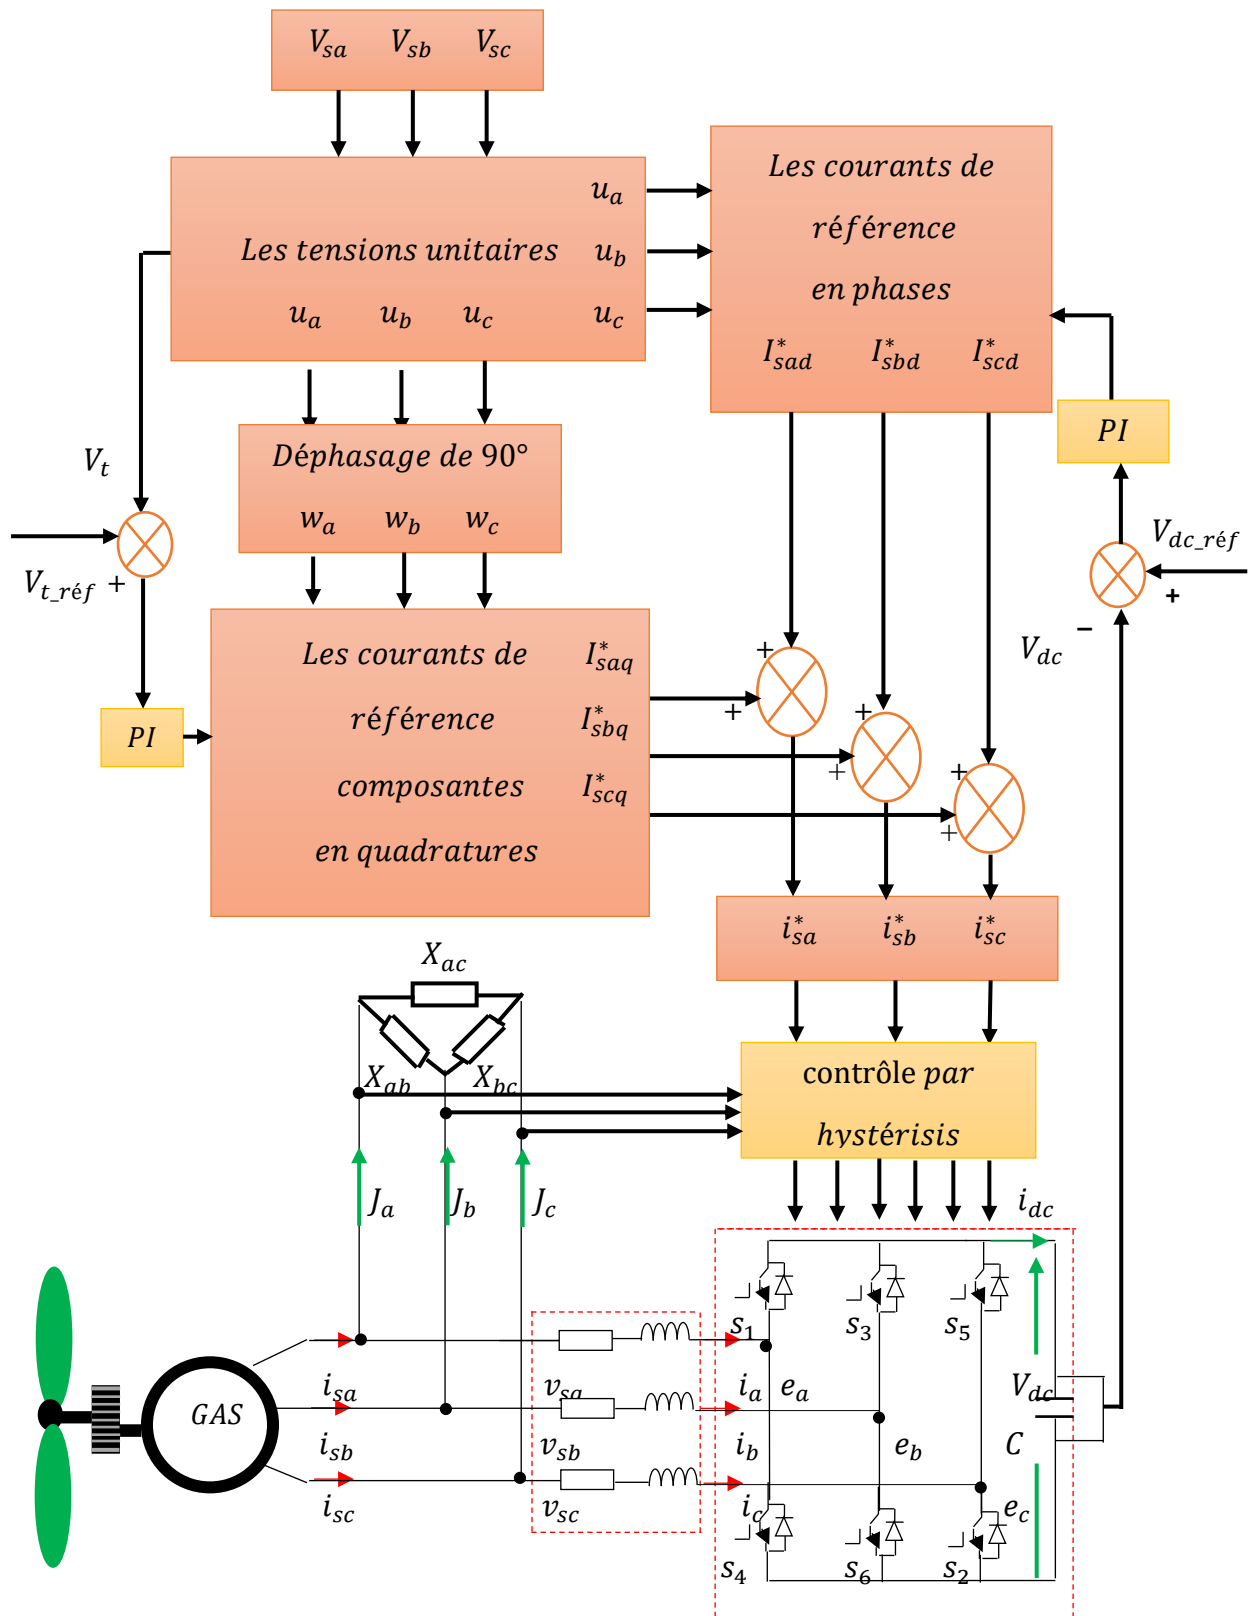 V_sa V_sb V_sc
Les tensions unitaires
u_a
u_b
u_c
u_a u_b u_c
Les courants de
référence
en phases
I*_sad I*_sbd I*_scd
PI
V_t
Déphasage de 90°
w_a w_b w_c
V_t_réf +
V_dc_réf
+
−
V_dc
PI
Les courants de
référence
composantes
en quadratures
I*_saq
I*_sbq
I*_scq
+
+
+
+
+
+
i*_sa i*_sb i*_sc
X_ac
X_ab X_bc
contrôle par
hystérisis
J_a J_b J_c
i_dc
GAS
i_sa
i_sb
i_sc
v_sa
v_sb
v_sc
i_a
i_b
i_c
e_a
e_b
e_c
s_1 s_3 s_5
V_dc
C
s_4 s_6 s_2